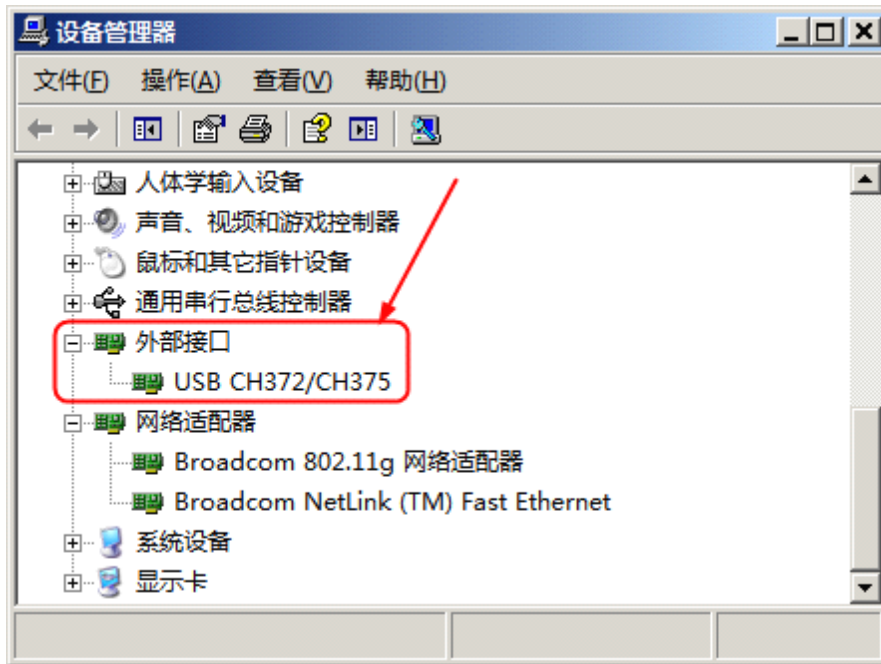 设备管理器
文件(F) 操作(A) 查看(V) 帮助(H)
人体学输入设备
声音、视频和游戏控制器
鼠标和其它指针设备
通用串行总线控制器
外部接口
USB CH372/CH375
网络适配器
Broadcom 802.11g 网络适配器
Broadcom NetLink (TM) Fast Ethernet
系统设备
显示卡